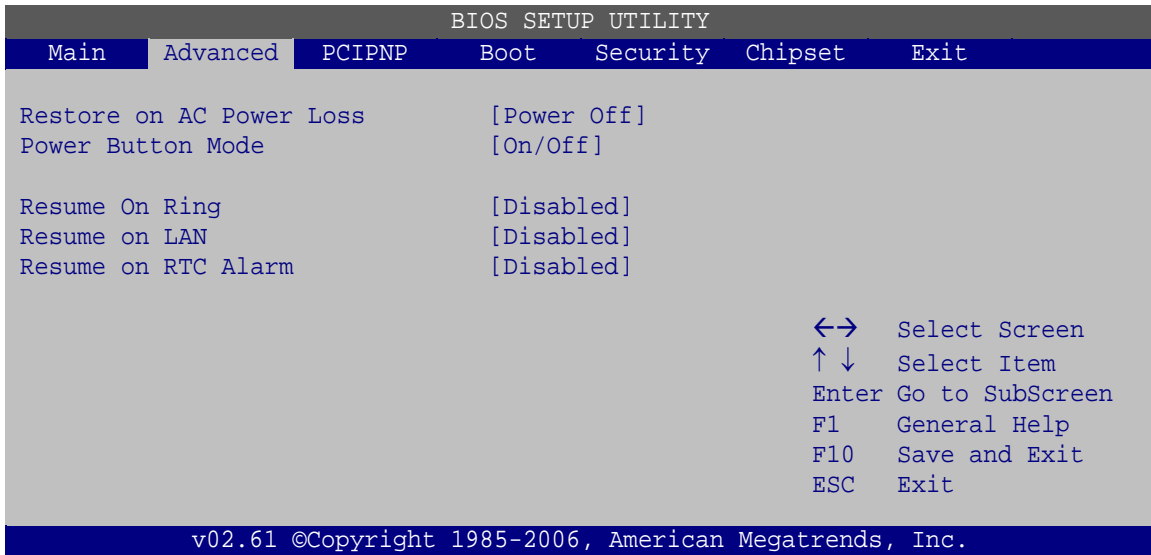 BIOS SETUP UTILITY
Main Advanced PCIPNP Boot Security Chipset Exit
Restore on AC Power Loss [Power Off]
Power Button Mode [On/Off]
Resume On Ring [Disabled]
Resume on LAN [Disabled]
Resume on RTC Alarm [Disabled]
←→ Select Screen
↑ ↓ Select Item
Enter Go to SubScreen
F1 General Help
F10 Save and Exit
ESC Exit
v02.61 ©Copyright 1985-2006, American Megatrends, Inc.